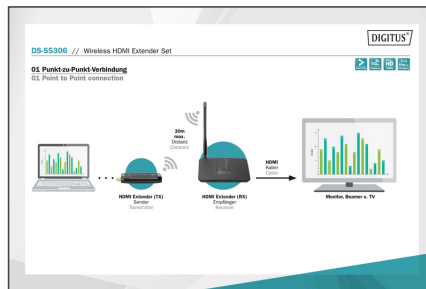 DIGITUS®
DS-55306 // Wireless HDMI Extender Set
01 Punkt-zu-Punkt-Verbindung
01 Point to Point connection
30m
max.
Distanz
Distance
HDMI
Kabel
Cable
HDMI Extender (TX)
Sender
Transmitter
HDMI Extender (RX)
Empfänger
Receiver
Monitor, Beamer o. TV